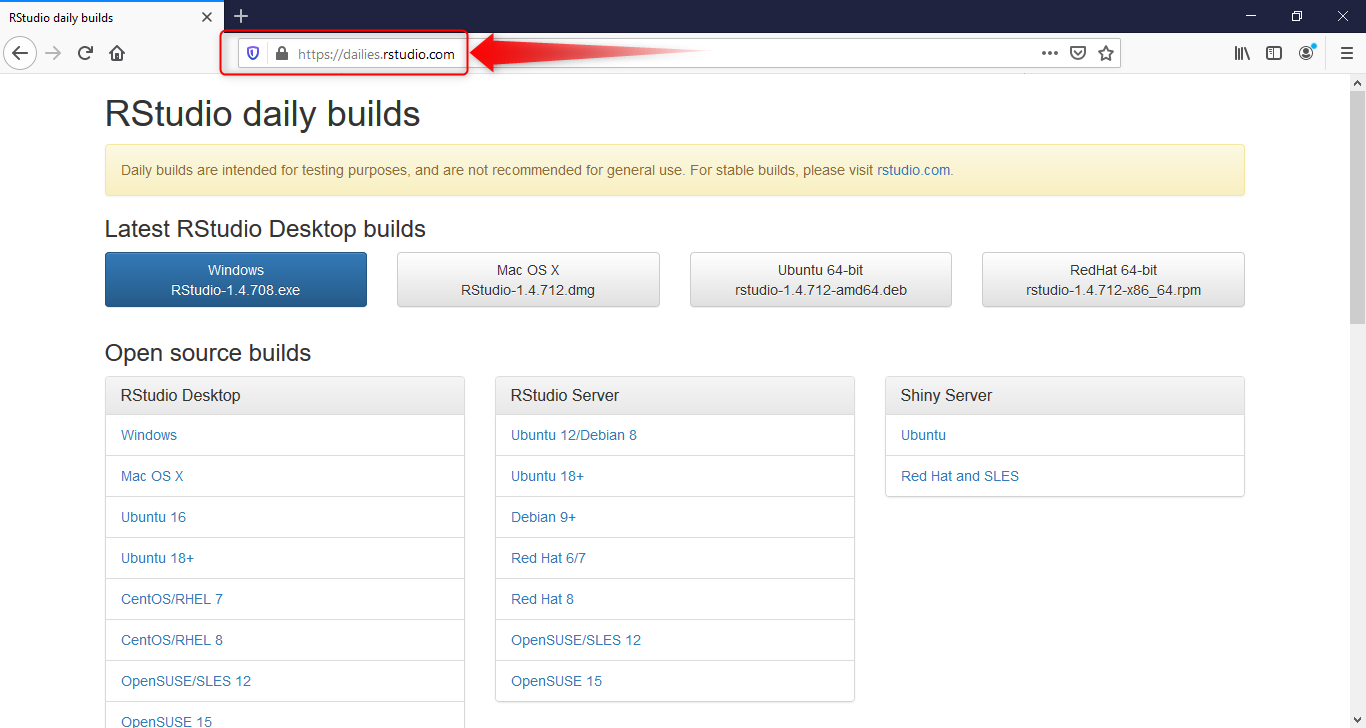 RStudio daily builds
https://dailies.rstudio.com
RStudio daily builds
Daily builds are intended for testing purposes, and are not recommended for general use. For stable builds, please visit rstudio.com.
Latest RStudio Desktop builds
Windows
RStudio-1.4.708.exe
Mac OS X
RStudio-1.4.712.dmg
Ubuntu 64-bit
rstudio-1.4.712-amd64.deb
RedHat 64-bit
rstudio-1.4.712-x86_64.rpm
Open source builds
RStudio Desktop
Windows
Mac OS X
Ubuntu 16
Ubuntu 18+
CentOS/RHEL 7
CentOS/RHEL 8
OpenSUSE/SLES 12
OpenSUSE 15
RStudio Server
Ubuntu 12/Debian 8
Ubuntu 18+
Debian 9+
Red Hat 6/7
Red Hat 8
OpenSUSE/SLES 12
OpenSUSE 15
Shiny Server
Ubuntu
Red Hat and SLES